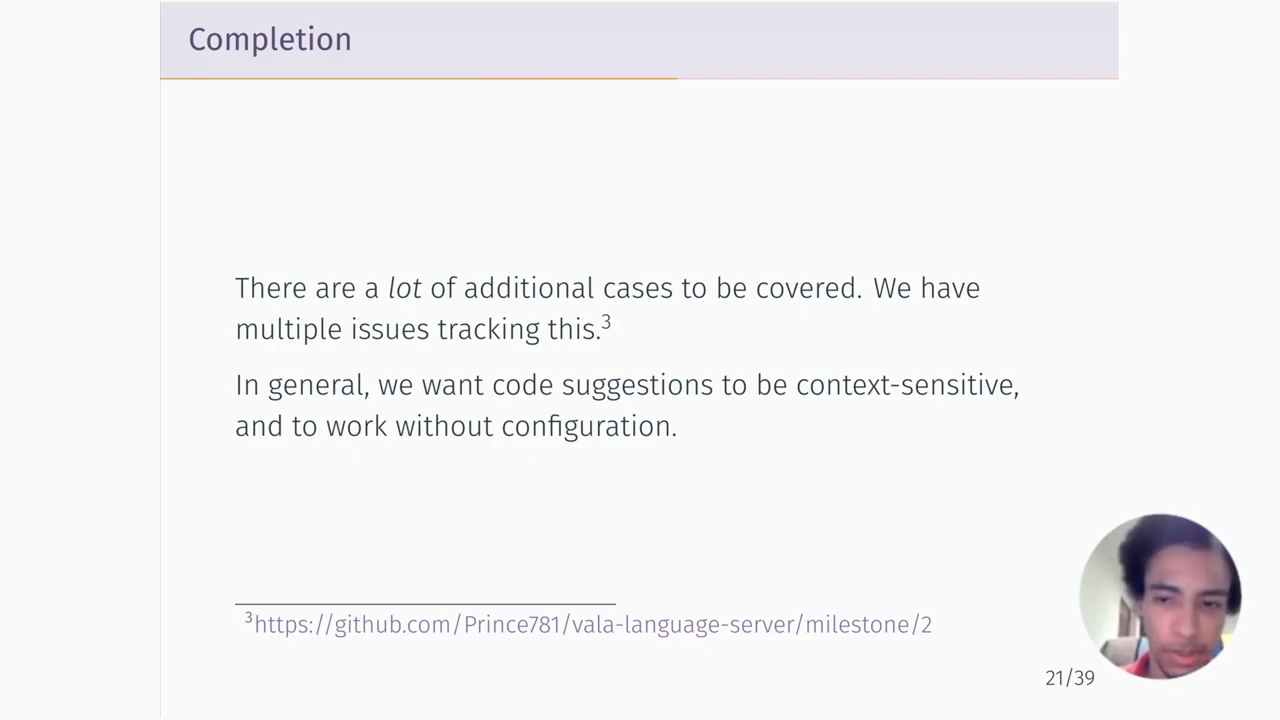 Completion
There are a lot of additional cases to be covered. We have
multiple issues tracking this.³
In general, we want code suggestions to be context-sensitive,
and to work without configuration.
³https://github.com/Prince781/vala-language-server/milestone/2
21/39